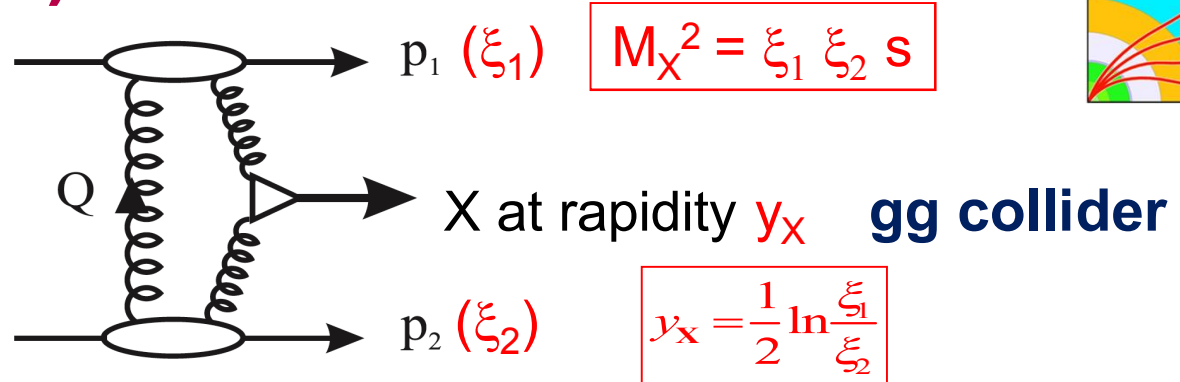 p₁ (ξ₁) M_X² = ξ₁ ξ₂ s
Q
X at rapidity y_X gg collider
p₂ (ξ₂) y_X = 1/2 ln ξ₁/ξ₂